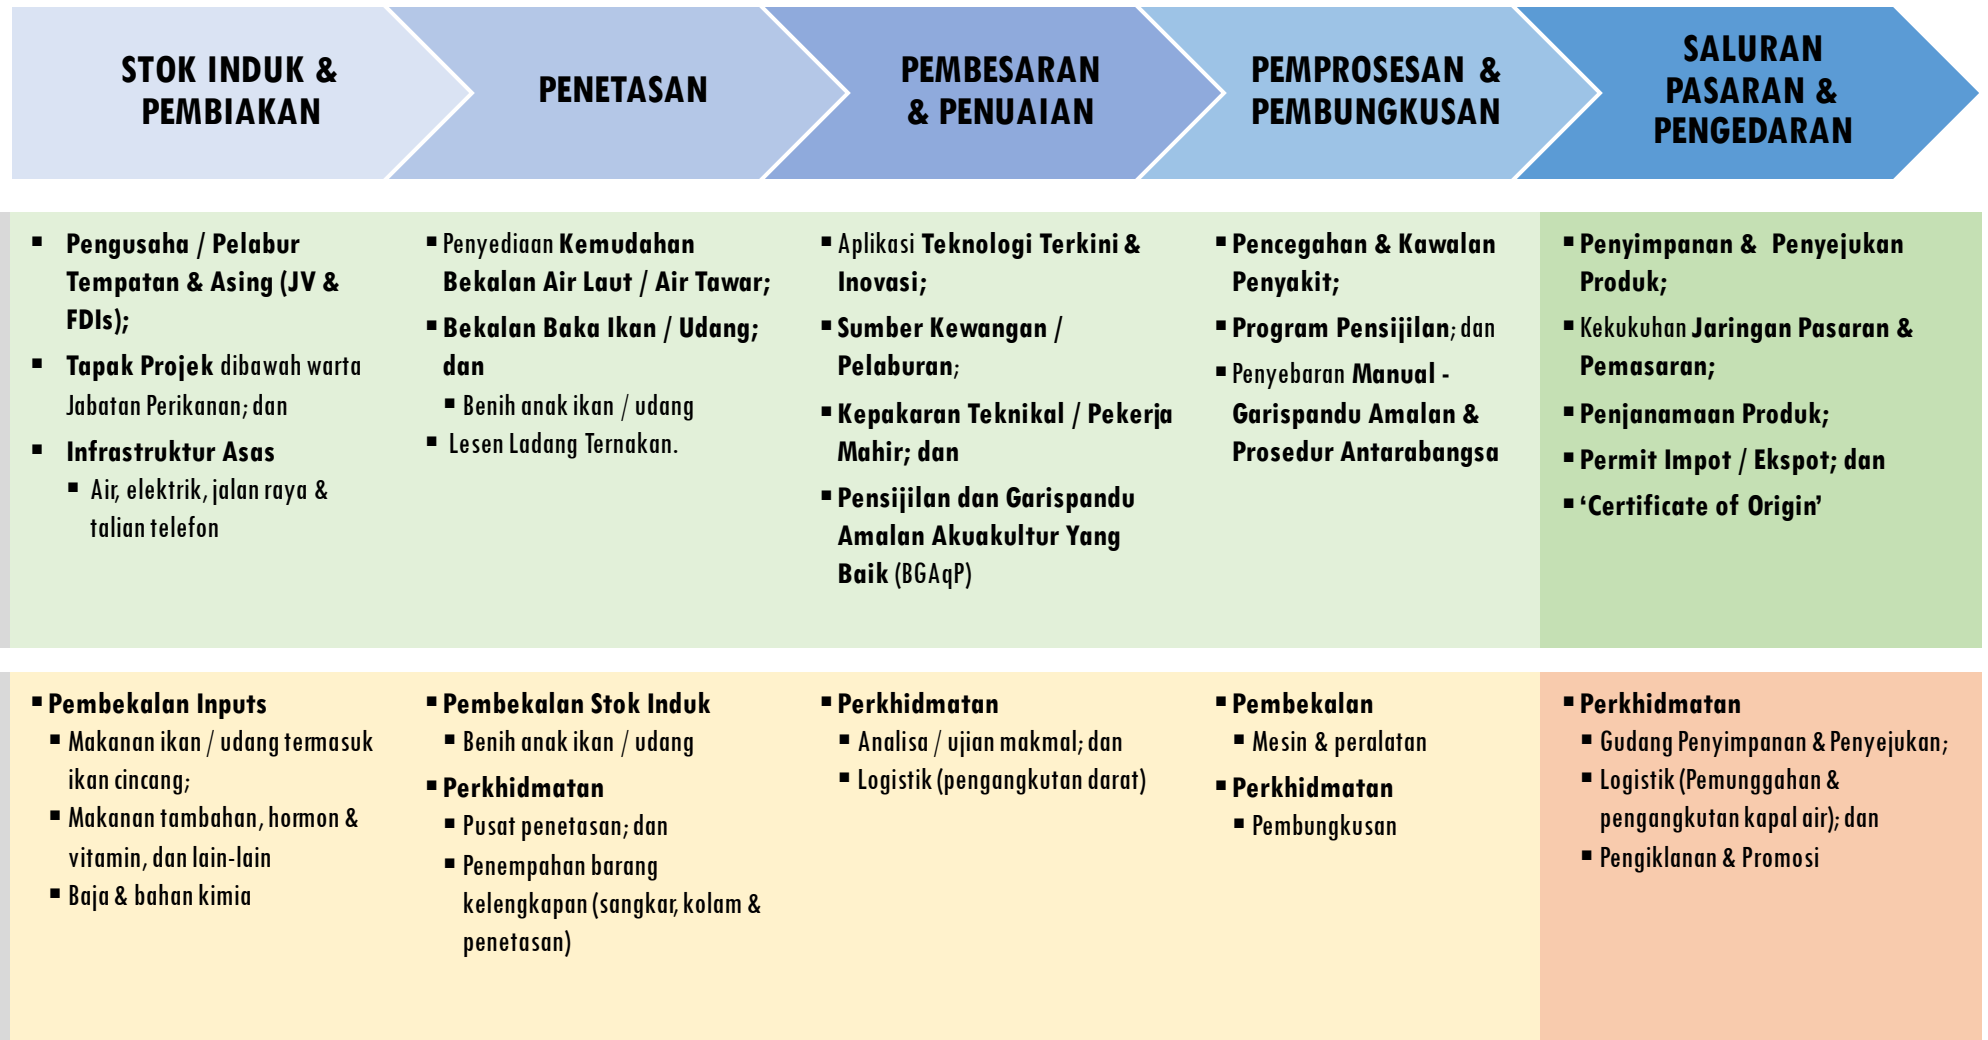 STOK INDUK &
PEMBIAKAN
PENETASAN
PEMBESARAN
& PENUAIAN
PEMPROSESAN &
PEMBUNGKUSAN
SALURAN
PASARAN &
PENGEDARAN
▪ Pengusaha / Pelabur
Tempatan & Asing (JV &
FDIs);
▪ Tapak Projek dibawah warta
Jabatan Perikanan; dan
▪ Infrastruktur Asas
▪ Air, elektrik, jalan raya &
talian telefon
▪ Penyediaan Kemudahan
Bekalan Air Laut / Air Tawar;
▪ Bekalan Baka Ikan / Udang;
dan
▪ Benih anak ikan / udang
▪ Lesen Ladang Ternakan.
▪ Aplikasi Teknologi Terkini &
Inovasi;
▪ Sumber Kewangan /
Pelaburan;
▪ Kepakaran Teknikal / Pekerja
Mahir; dan
▪ Pensijilan dan Garispandu
Amalan Akuakultur Yang
Baik (BGAqP)
▪ Pencegahan & Kawalan
Penyakit;
▪ Program Pensijilan; dan
▪ Penyebaran Manual -
Garispandu Amalan &
Prosedur Antarabangsa
▪ Penyimpanan & Penyejukan
Produk;
▪ Kekukuhan Jaringan Pasaran &
Pemasaran;
▪ Penjanamaan Produk;
▪ Permit Impot / Ekspot; dan
▪ ‘Certificate of Origin’
▪ Pembekalan Inputs
▪ Makanan ikan / udang termasuk
ikan cincang;
▪ Makanan tambahan, hormon &
vitamin, dan lain-lain
▪ Baja & bahan kimia
▪ Pembekalan Stok Induk
▪ Benih anak ikan / udang
▪ Perkhidmatan
▪ Pusat penetasan; dan
▪ Penempahan barang
kelengkapan (sangkar, kolam &
penetasan)
▪ Perkhidmatan
▪ Analisa / ujian makmal; dan
▪ Logistik (pengangkutan darat)
▪ Pembekalan
▪ Mesin & peralatan
▪ Perkhidmatan
▪ Pembungkusan
▪ Perkhidmatan
▪ Gudang Penyimpanan & Penyejukan;
▪ Logistik (Pemunggahan &
pengangkutan kapal air); dan
▪ Pengiklanan & Promosi